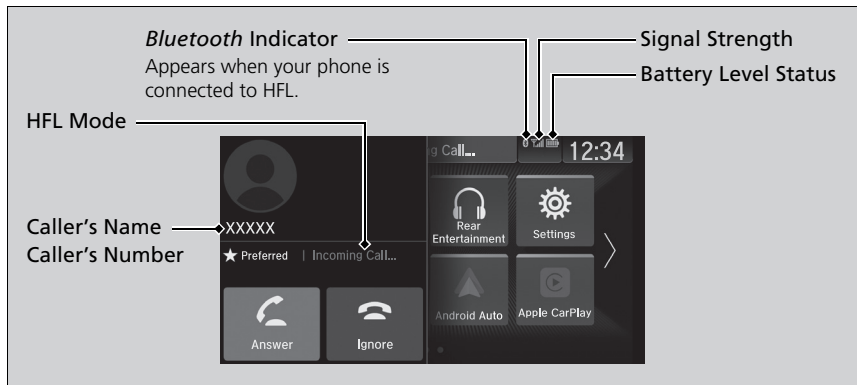 Bluetooth Indicator
Appears when your phone is
connected to HFL.
Signal Strength
Battery Level Status
HFL Mode
g Call...
12:34
Caller's Name
Caller's Number
XXXXX
★ Preferred | Incoming Call...
Answer
Ignore
Rear
Entertainment
Settings
Android Auto
Apple CarPlay